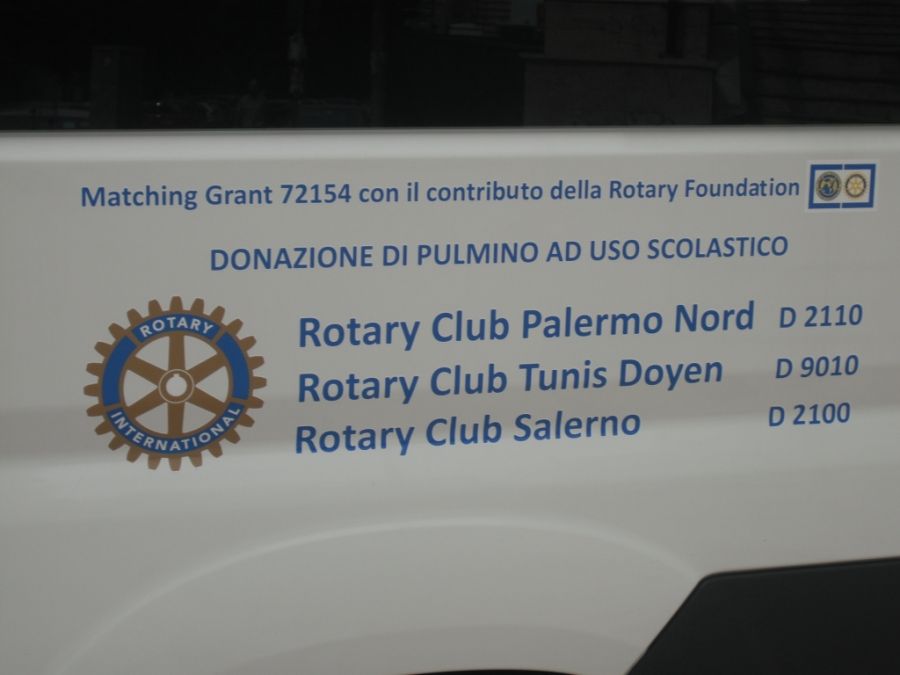 Matching Grant 72154 con il contributo della Rotary Foundation
DONAZIONE DI PULMINO AD USO SCOLASTICO
ROTARY
INTERNATIONAL
Rotary Club Palermo Nord D 2110
Rotary Club Tunis Doyen D 9010
Rotary Club Salerno D 2100